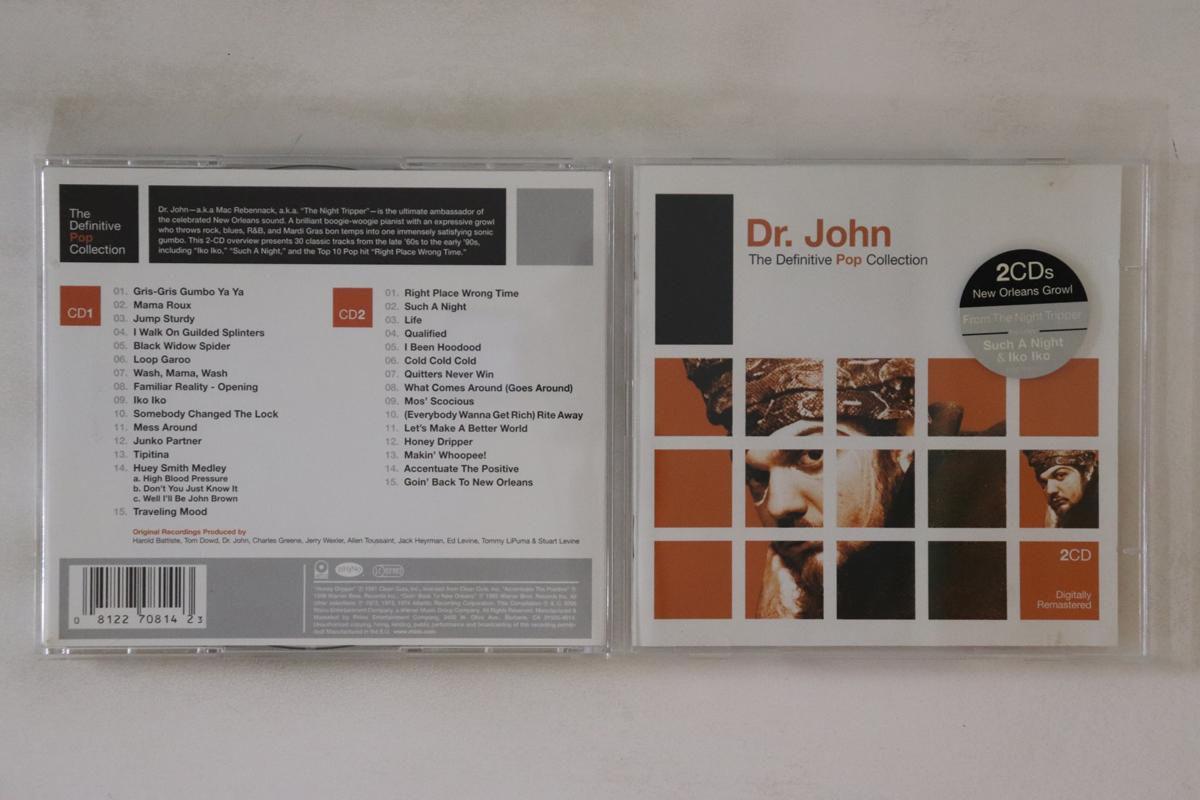 The
Definitive
Pop
Collection
Dr. John—a.k.a Mac Rebennack, a.k.a. "The Night Tripper"—is the ultimate ambassador of
the celebrated New Orleans sound. A brilliant boogie-woogie pianist with an expressive growl
who throws rock, blues, R&B, and Mardi Gras bon temps into one immensely satisfying sonic
gumbo. This 2-CD overview presents 30 classic tracks from the late '60s to the early '90s,
including "Iko Iko," "Such A Night," and the Top 10 Pop hit "Right Place Wrong Time."
CD1
01. Gris-Gris Gumbo Ya Ya
02. Mama Roux
03. Jump Sturdy
04. I Walk On Guilded Splinters
05. Black Widow Spider
06. Loop Garoo
07. Wash, Mama, Wash
08. Familiar Reality - Opening
09. Iko Iko
10. Somebody Changed The Lock
11. Mess Around
12. Junko Partner
13. Tipitina
14. Huey Smith Medley
a. High Blood Pressure
b. Don't You Just Know It
c. Well I'll Be John Brown
15. Traveling Mood
CD2
01. Right Place Wrong Time
02. Such A Night
03. Life
04. Qualified
05. I Been Hoodood
06. Cold Cold Cold
07. Quitters Never Win
08. What Comes Around (Goes Around)
09. Mos' Scocious
10. (Everybody Wanna Get Rich) Rite Away
11. Let's Make A Better World
12. Honey Dripper
13. Makin' Whoopee!
14. Accentuate The Positive
15. Goin' Back To New Orleans
Original Recordings Produced by
Harold Battiste, Tom Dowd, Dr. John, Charles Greene, Jerry Wexler, Allen Toussaint, Jack Heyrman, Ed Levine, Tommy LiPuma & Stuart Levine
0 8122 70814 2 3
Dr. John
The Definitive Pop Collection
2CDs
New Orleans Growl
From The Night Tripper
Such A Night
& Iko Iko
2CD
Digitally
Remastered